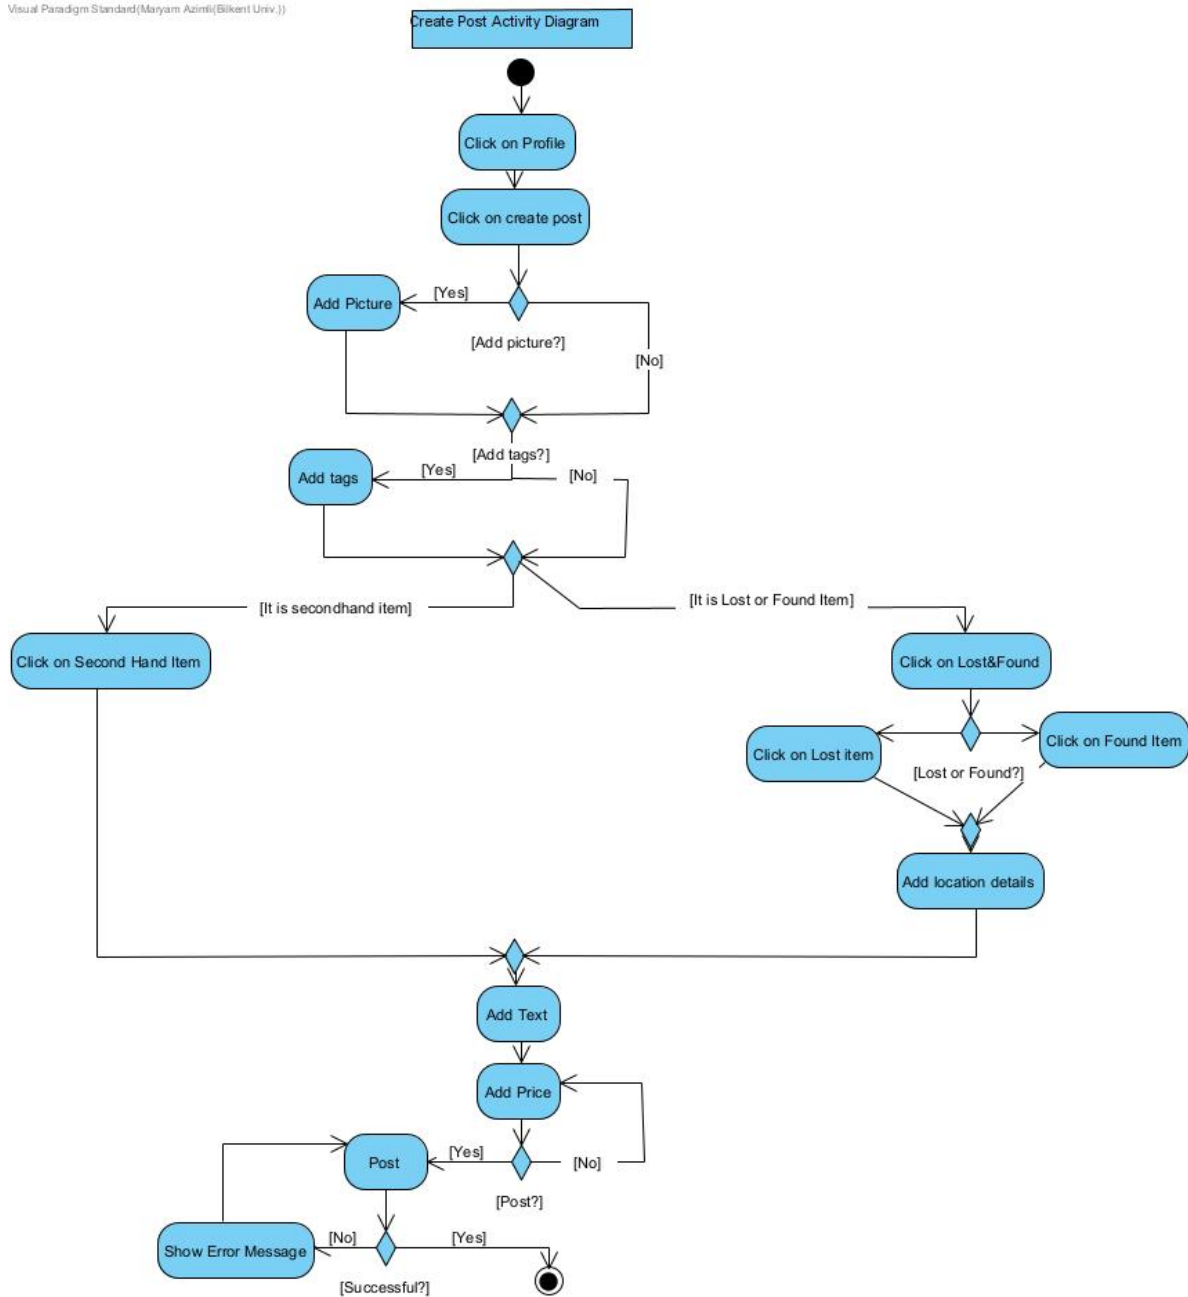 Visual Paradigm Standard(Maryam Azimli(Bilkent Univ.))
Create Post Activity Diagram
Click on Profile
Click on create post
Add Picture
[Yes]
[Add picture?]
[No]
[Add tags?]
Add tags
[Yes]
[No]
[It is secondhand item]
[It is Lost or Found Item]
Click on Second Hand Item
Click on Lost&Found
Click on Lost item
Click on Found Item
[Lost or Found?]
Add location details
Add Text
Add Price
Post
[Yes]
[No]
[Post?]
Show Error Message
[No]
[Yes]
[Successful?]